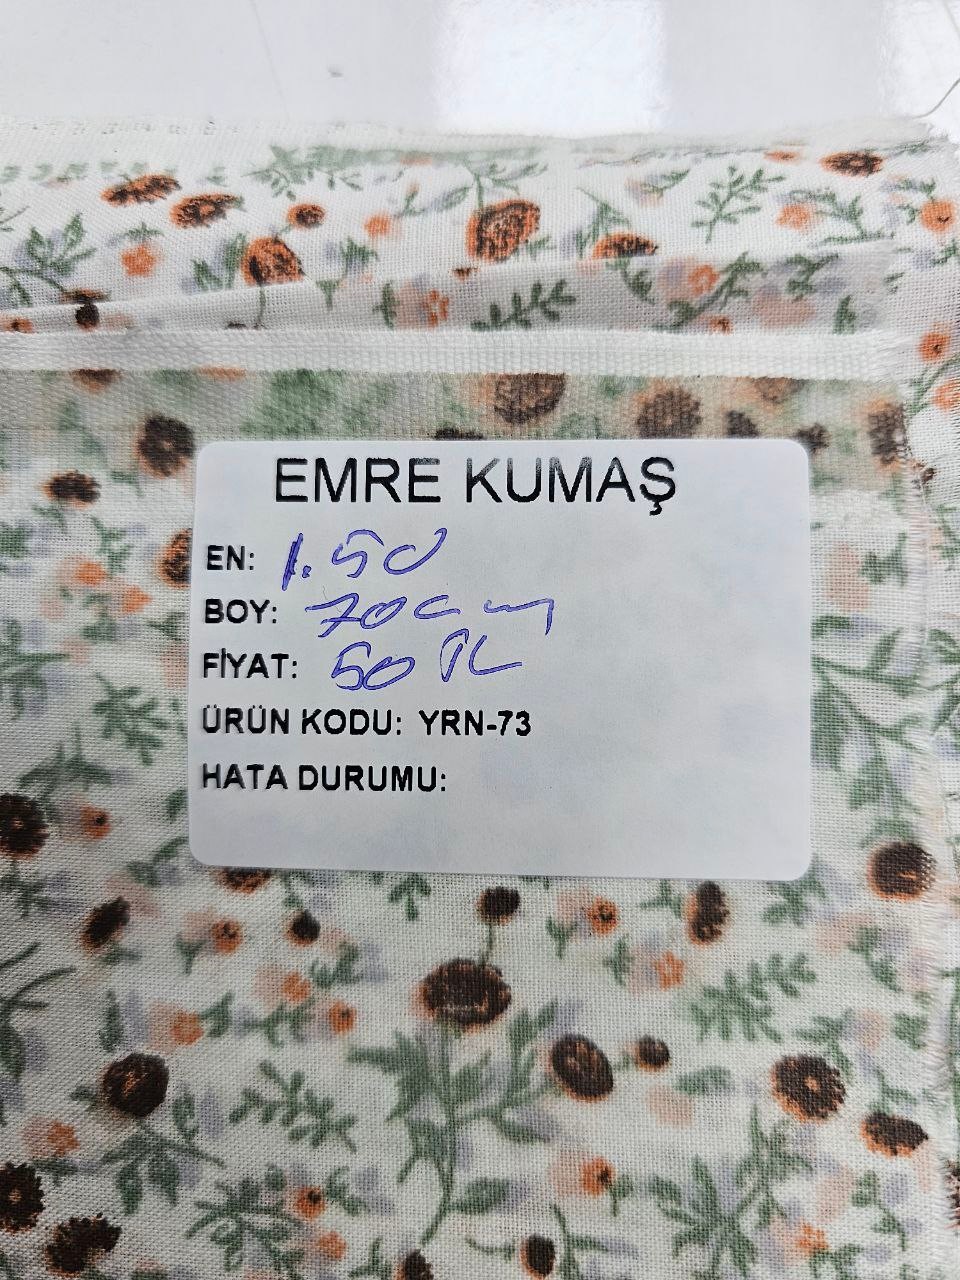 EMRE KUMAŞ
EN: 1.50
BOY: 70cm
FİYAT: 50 TL
ÜRÜN KODU: YRN-73
HATA DURUMU: